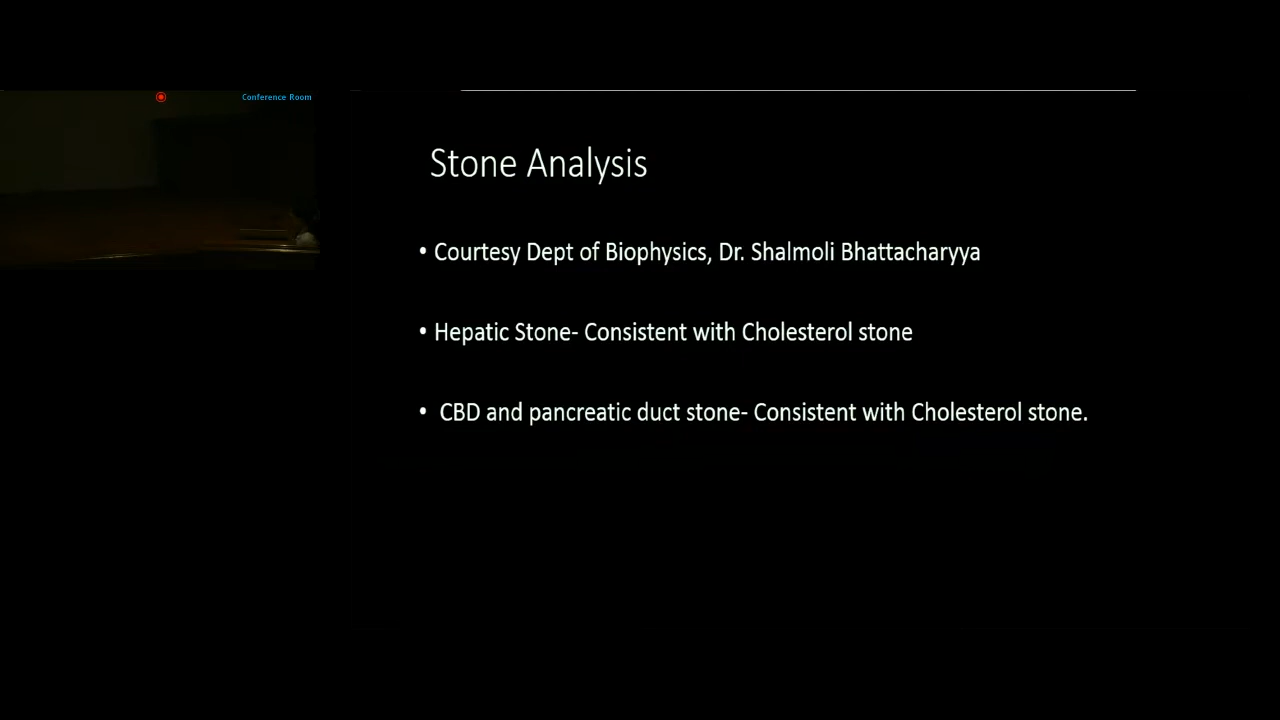 Conference Room
Stone Analysis
• Courtesy Dept of Biophysics, Dr. Shalmoli Bhattacharyya
• Hepatic Stone- Consistent with Cholesterol stone
• CBD and pancreatic duct stone- Consistent with Cholesterol stone.